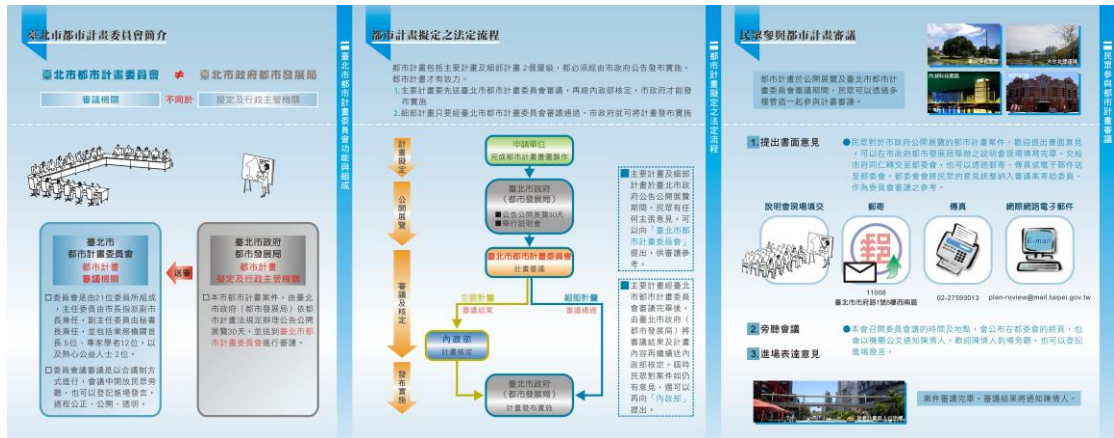 臺北市都市計畫委員會簡介
臺北市都市計畫委員會 ≠ 臺北市政府都市發展局
審議機關 不同於 擬定及行政主管機關
臺北市
都市計畫委員會
都市計畫
審議機關
□委員會是由21位委員所組成
，主任委員由市長指派副市
長兼任，副主任委員由秘書
長兼任，並包括業務機關首
長5位、專家學者12位，以
及熱心公益人士2位。
□委員會議審議是以合議制方
式進行，會議中開放民眾旁
聽，也可以登記進場發言，
過程公正、公開、透明。
送審
臺北市政府
都市發展局
都市計畫
擬定及行政主管機關
□本市都市計畫案件，由臺北
市政府（都市發展局）依都
市計畫法規定辦理公告公開
展覽30天，並送到臺北市都
市計畫委員會進行審議。
臺北市都市計畫委員會功能與組成
都市計畫擬定之法定流程
都市計畫包括主要計畫及細部計畫2個層級，都必須經由市政府公告發布實施，
都市計畫才有效力。
1.主要計畫要先送臺北市都市計畫委員會審議，再經內政部核定，市政府才能發
布實施
2.細部計畫只要經臺北市都市計畫委員會審議通過，市政府就可將計畫發布實施
計畫擬定
公開展覽
審議及核定
發布實施
申請單位
完成都市計畫書圖製作
臺北市政府
（都市發展局）
■公告公開展覽30天
■舉行說明會
臺北市都市計畫委員會
計畫審議
主要計畫
審議結果
細部計畫
審議通過
內政部
計畫核定
臺北市政府
（都市發展局）
計畫發布實施
■主要計畫及細部
計畫於臺北市政
府公告公開展覽
期間，民眾有任
何主張意見，可
以向「臺北市都
市計畫委員會」
提出，供審議參
考。
■主要計畫經臺北
市都市計畫委員
會審議完畢後，
由臺北市政府（
都市發展局）將
審議結果及計畫
內容再繼續送內
政部核定。屆時
民眾對案件如仍
有意見，還可以
再向「內政部」
提出。
都市計畫擬定之法定流程
民眾參與都市計畫審議
都市計畫於公開展覽及臺北市都市計
畫委員會審議期間，民眾可以透過多
種管道一起參與計畫審議。
內湖科技園區
1.提出書面意見
●民眾對於市政府公開展覽的都市計畫案件，歡迎提出書面意見
，可以在市政府都市發展局舉辦之說明會現場填寫完畢，交給
市府同仁轉交至都委會，也可以透過郵寄、傳真或電子郵件送
至都委會，都委會會將民眾的意見統整納入審議案寄給委員，
作為委員會審議之參考。
說明會現場填交 郵寄 傳真 網際網路電子郵件
郵
E-mail
11008
臺北市市府路1號8樓西南區
02-27593013
plan-review@mail.taipei.gov.tw
2.旁聽會議
3.進場表達意見
●本會召開委員會議的時間及地點，會公布在都委會的網頁，也
會以機關公文通知陳情人。歡迎陳情人到場旁聽，也可以登記
進場發言。
案件審議完畢，審議結果將通知陳情人。
民眾參與都市計畫審議